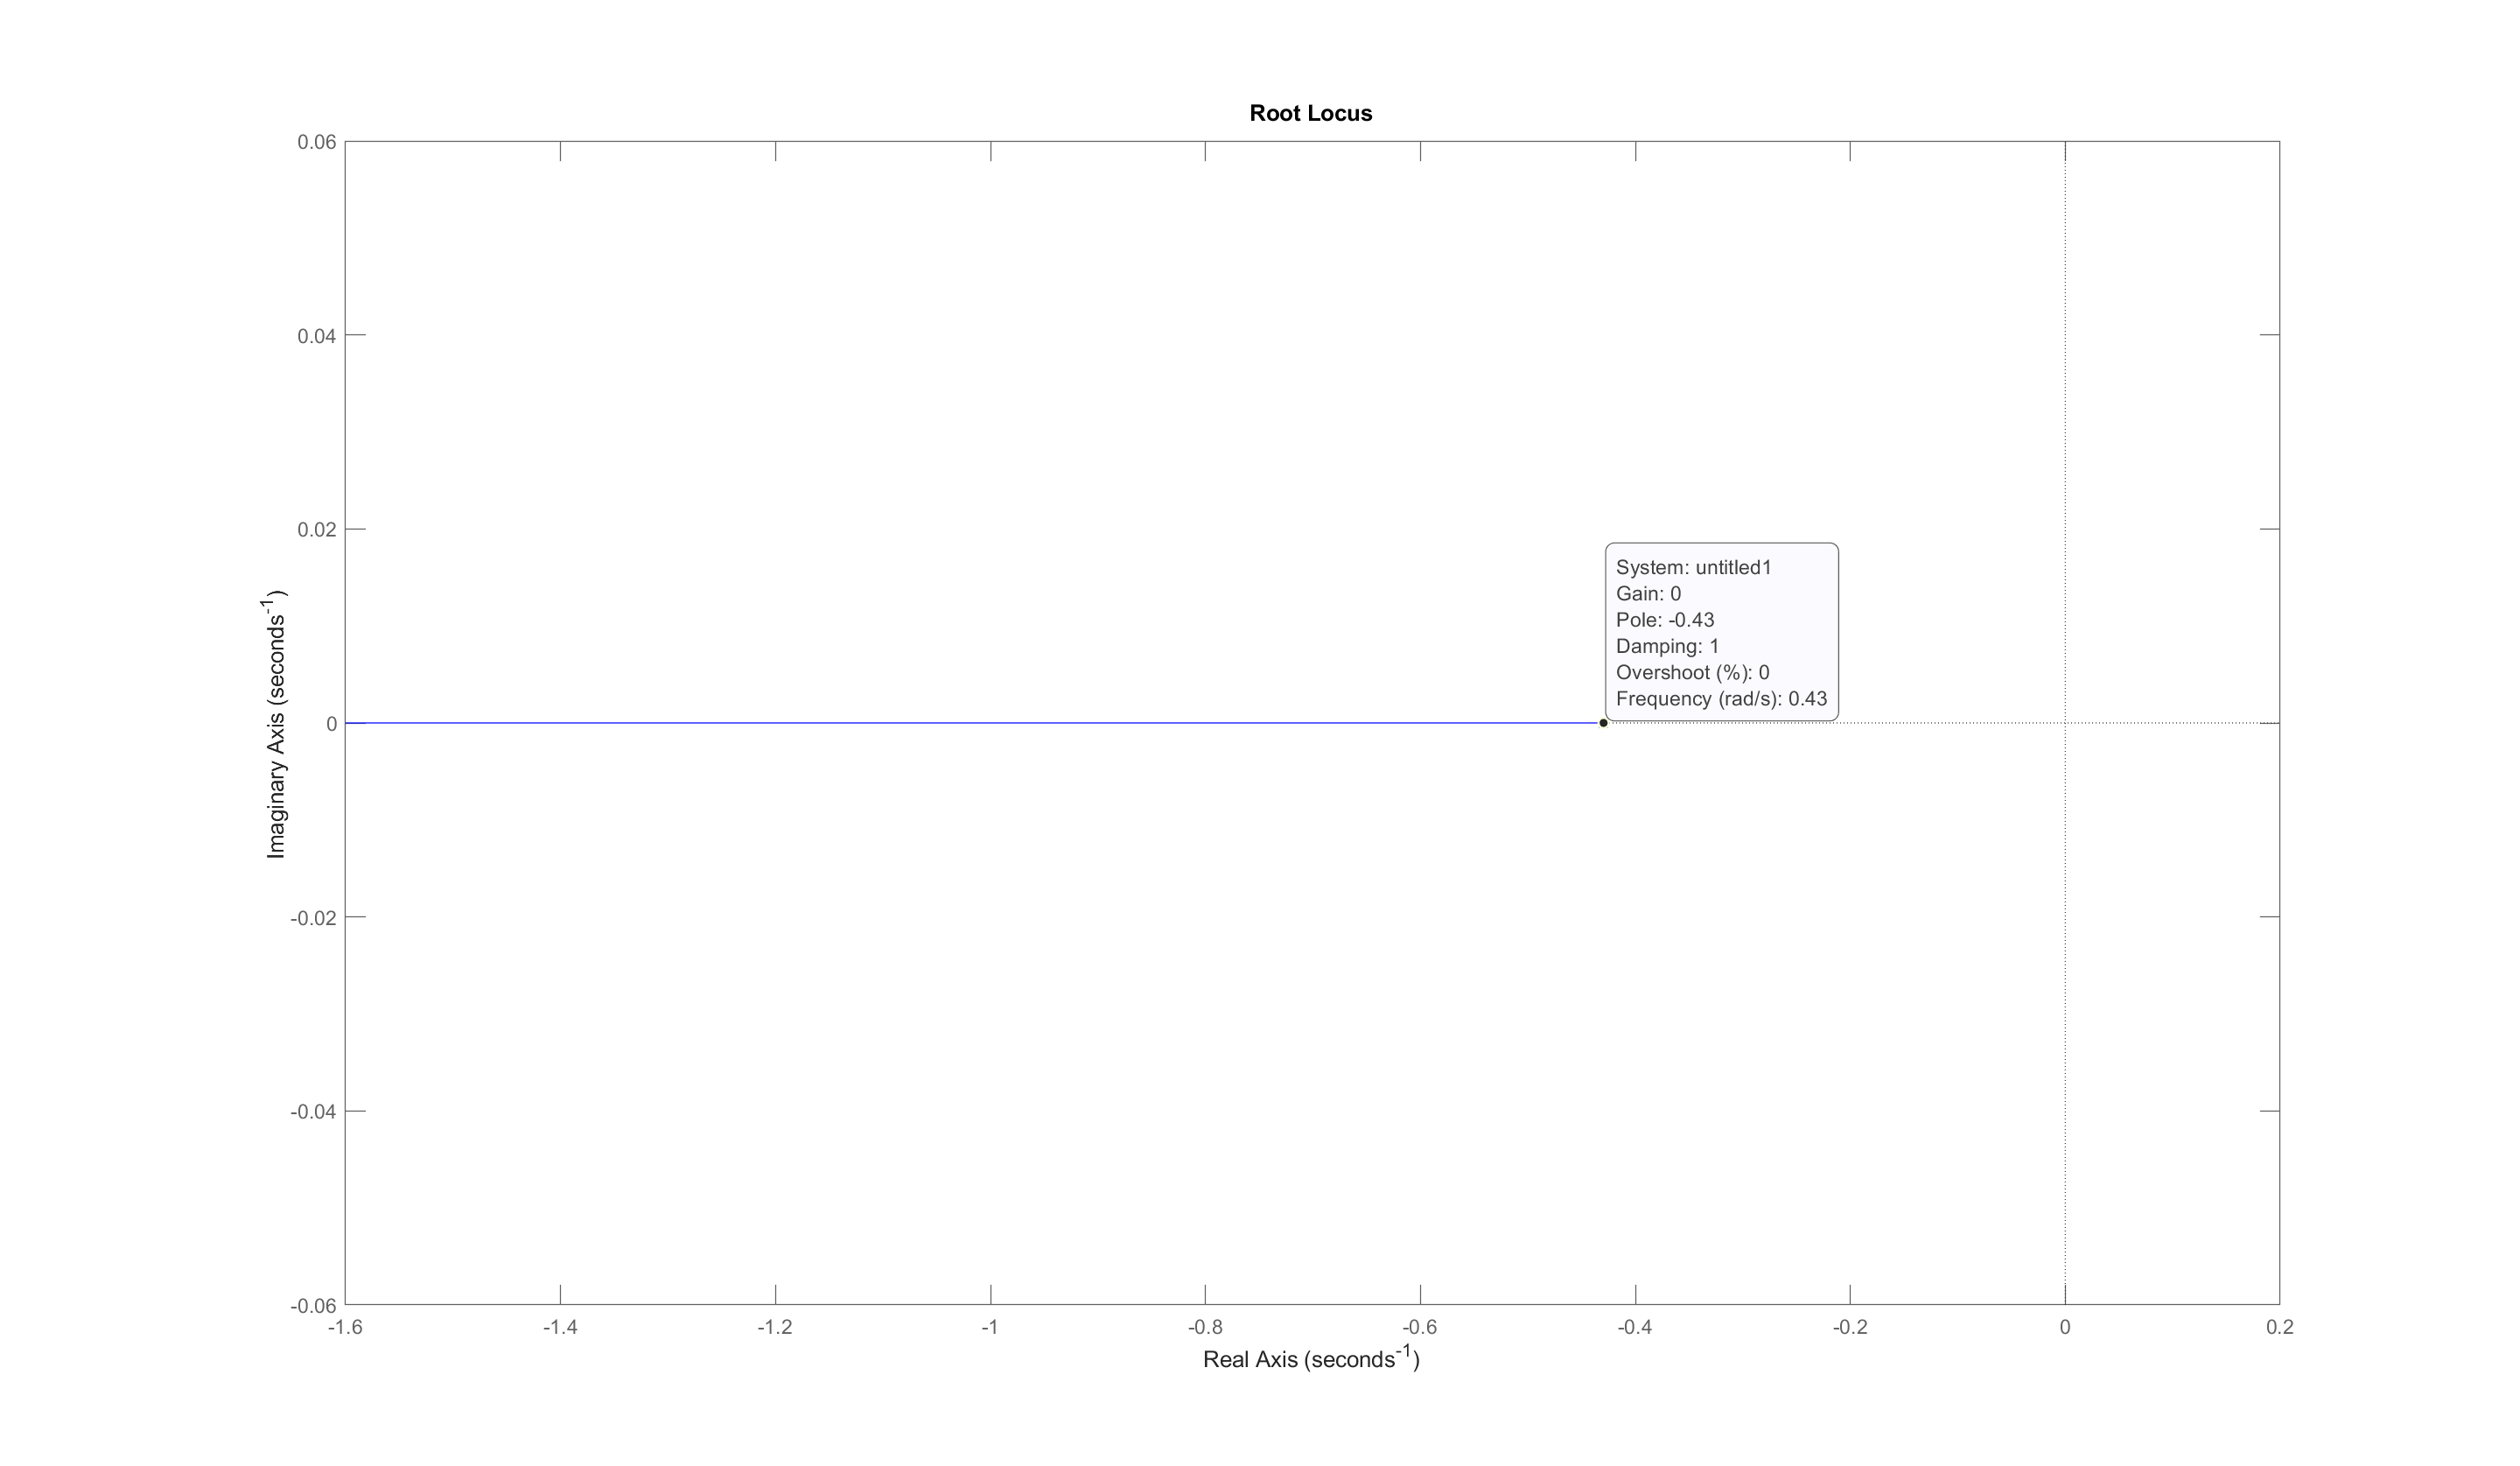 Root Locus
0.06
0.04
0.02
0
-0.02
-0.04
-0.06
Imaginary Axis (seconds⁻¹)
System: untitled1
Gain: 0
Pole: -0.43
Damping: 1
Overshoot (%): 0
Frequency (rad/s): 0.43
-1.6 -1.4 -1.2 -1 -0.8 -0.6 -0.4 -0.2 0 0.2
Real Axis (seconds⁻¹)